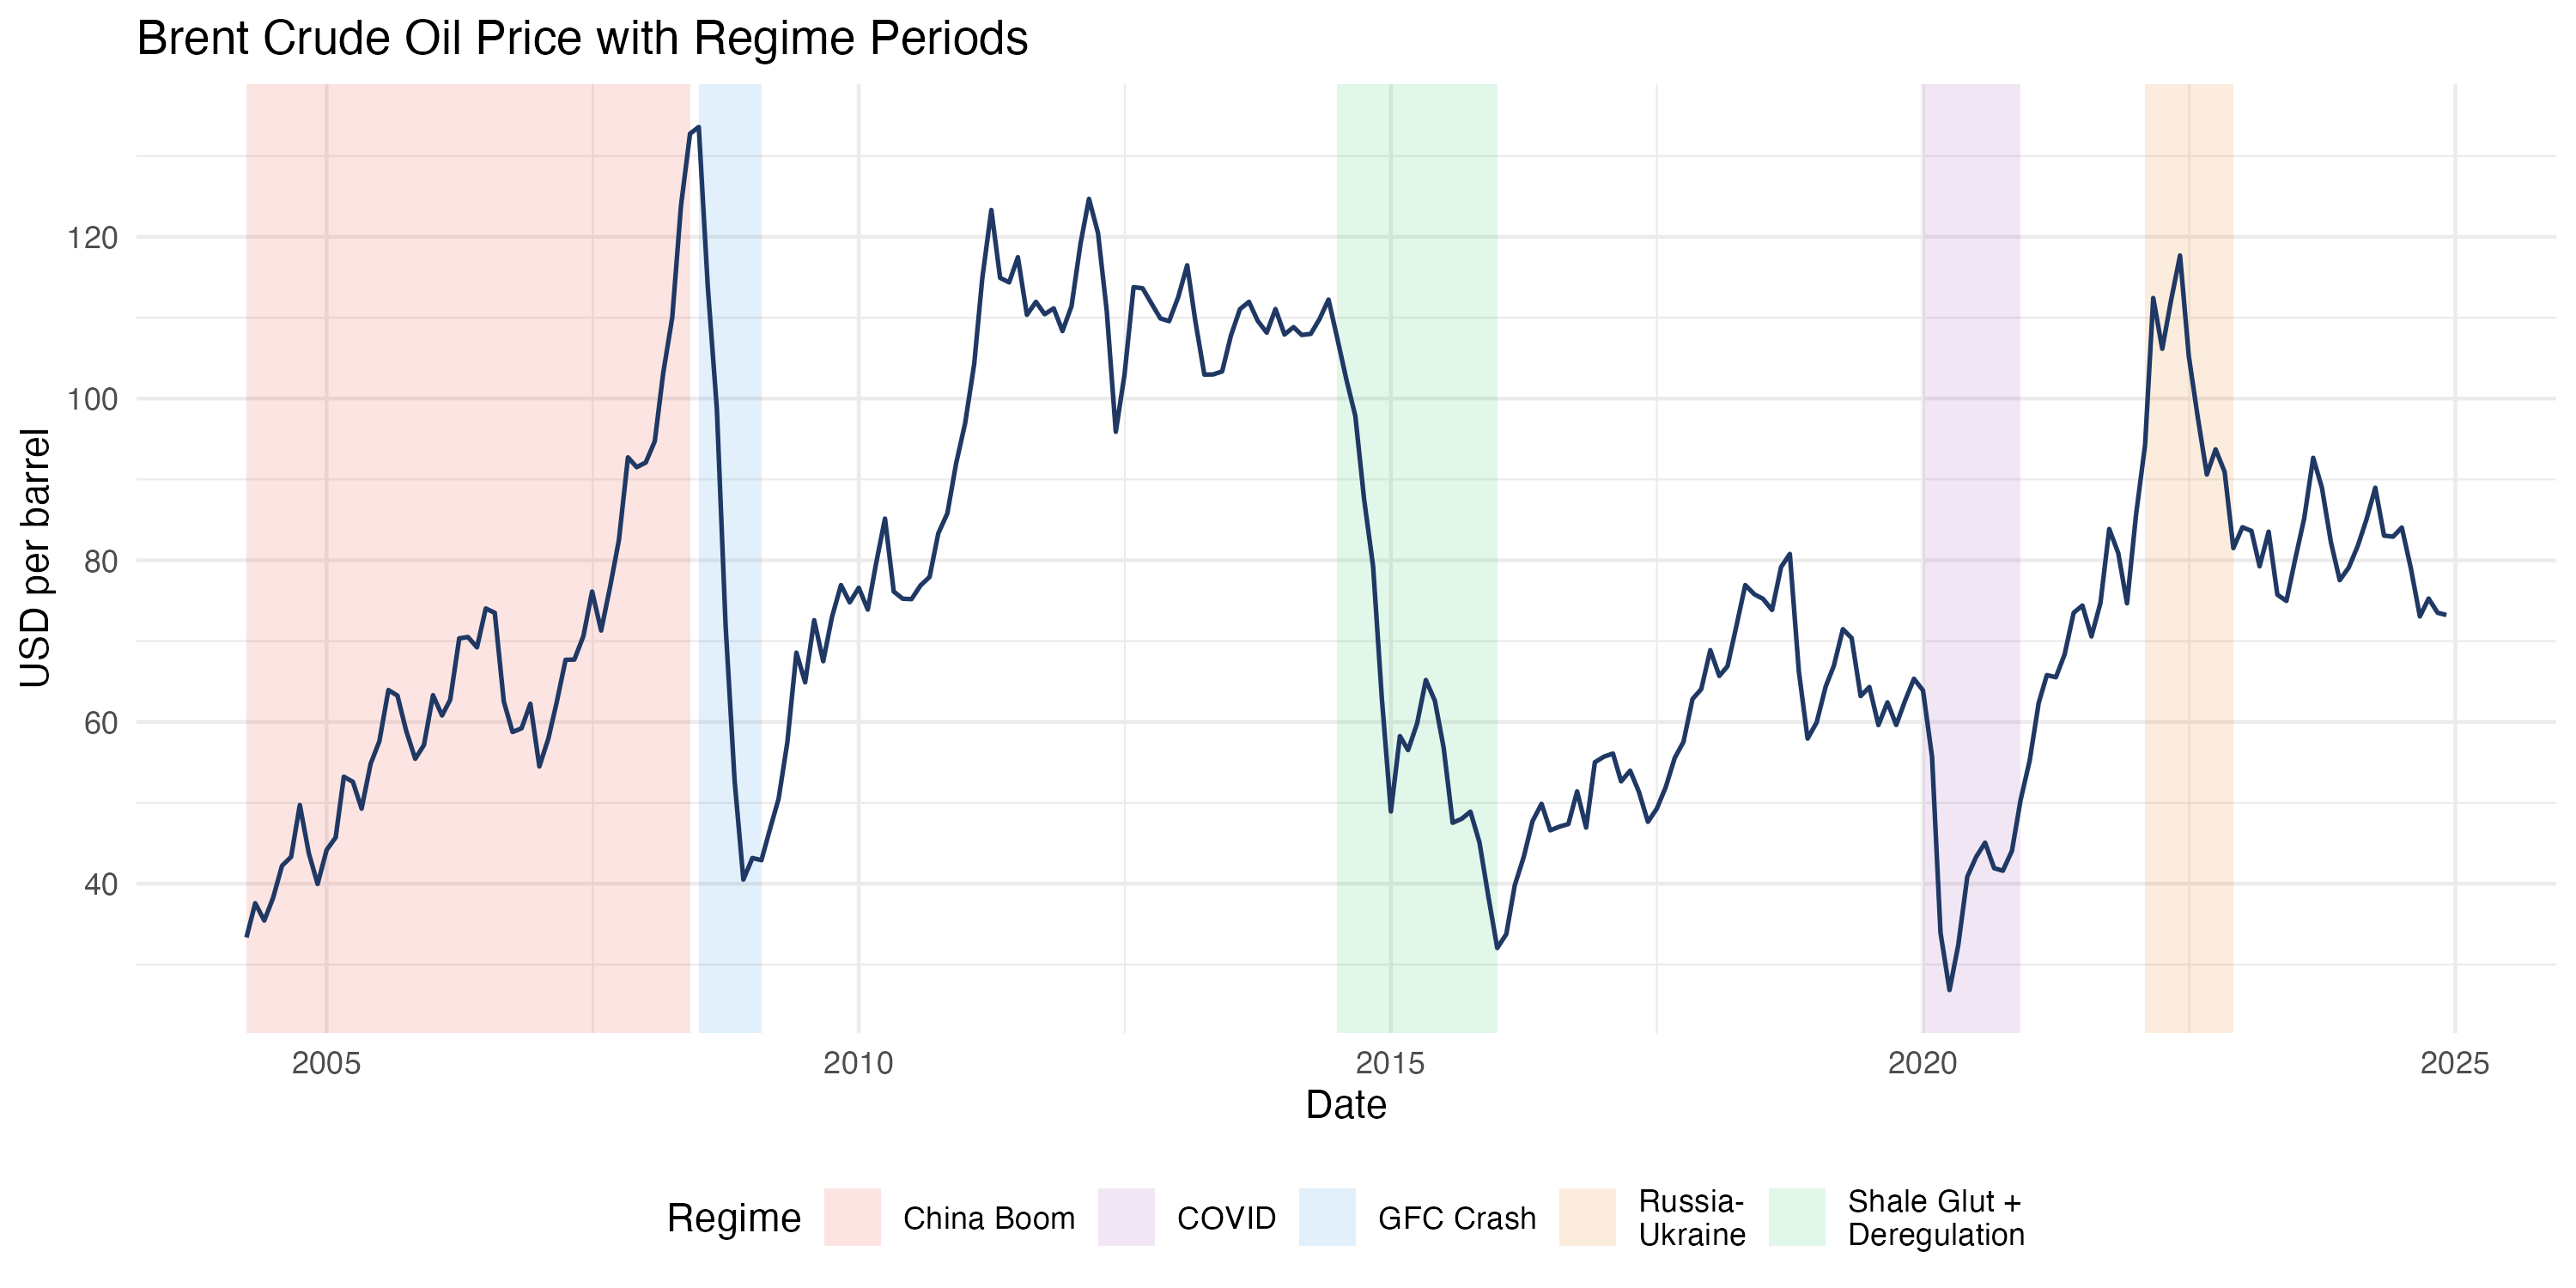 Brent Crude Oil Price with Regime Periods
USD per barrel
120
100
80
60
40
2005 2010 2015 2020 2025
Date
Regime China Boom COVID GFC Crash Russia-
Ukraine Shale Glut +
Deregulation